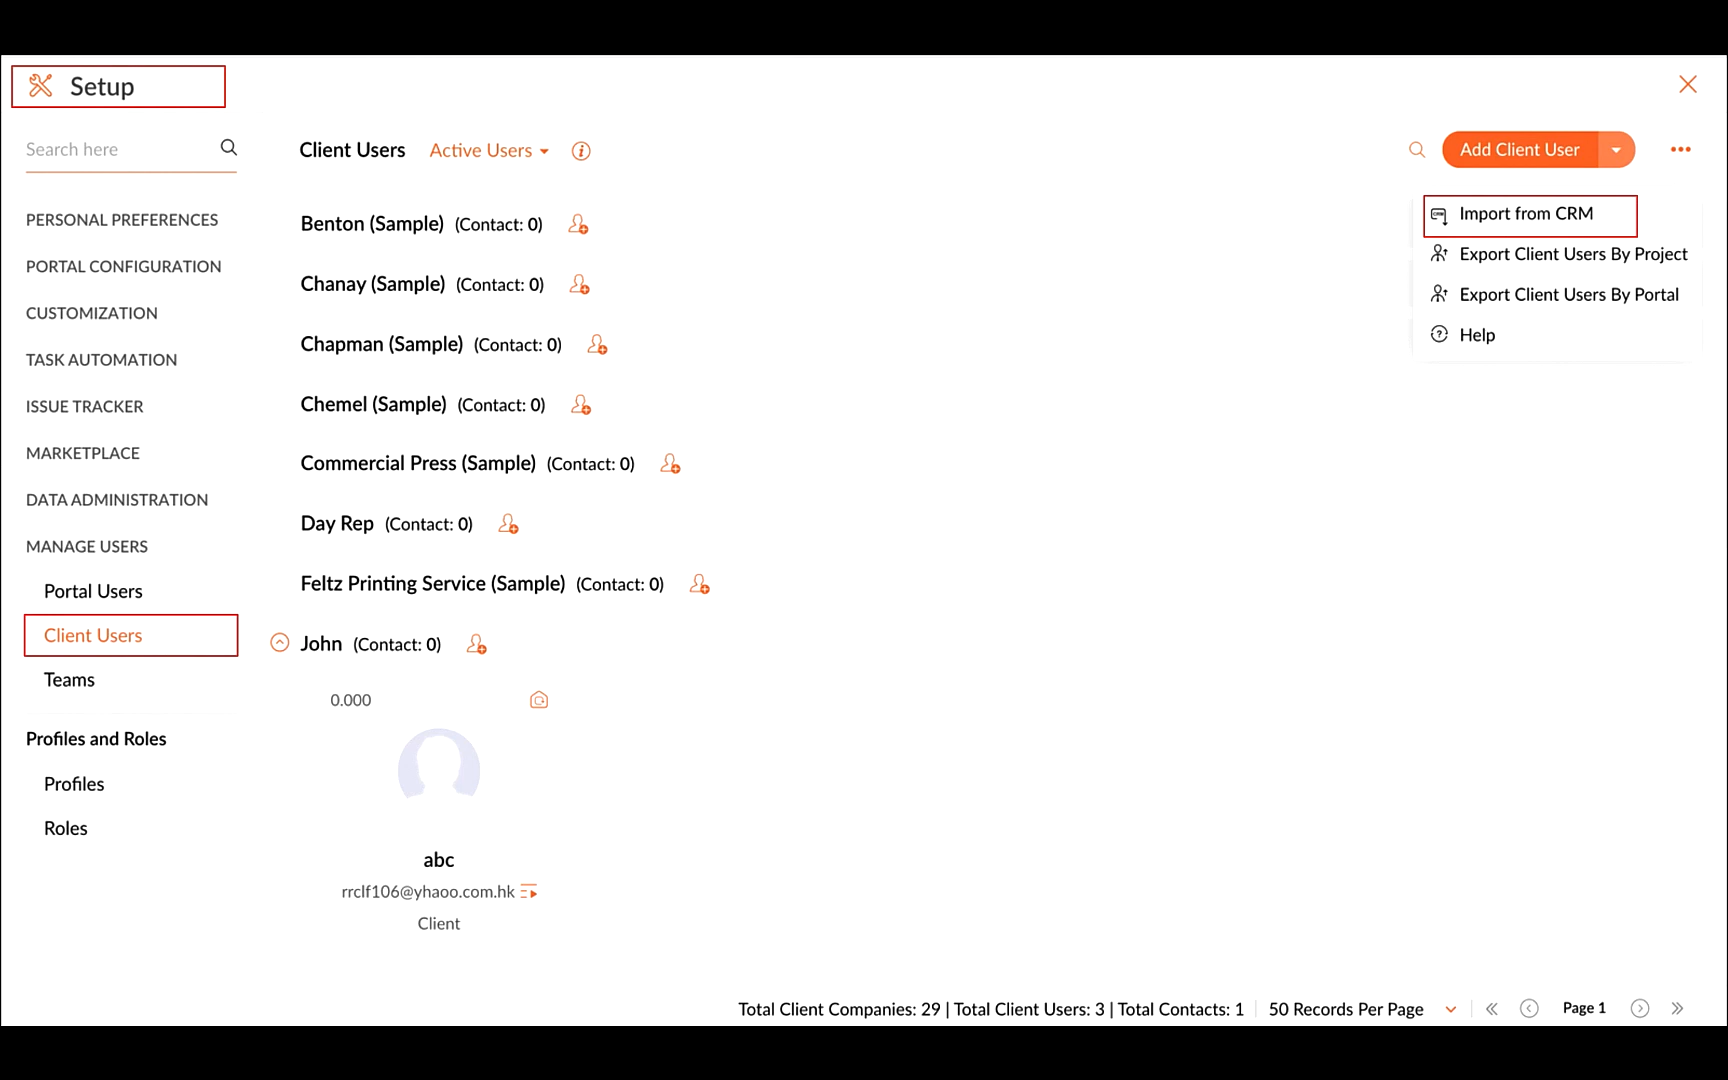 Setup
Search here
Client Users Active Users
Add Client User
PERSONAL PREFERENCES
PORTAL CONFIGURATION
CUSTOMIZATION
TASK AUTOMATION
ISSUE TRACKER
MARKETPLACE
DATA ADMINISTRATION
MANAGE USERS
Portal Users
Client Users
Teams
Profiles and Roles
Profiles
Roles
Benton (Sample) (Contact: 0)
Chanay (Sample) (Contact: 0)
Chapman (Sample) (Contact: 0)
Chemel (Sample) (Contact: 0)
Commercial Press (Sample) (Contact: 0)
Day Rep (Contact: 0)
Feltz Printing Service (Sample) (Contact: 0)
John (Contact: 0)
0.000
abc
rrclf106@yhaoo.com.hk
Client
Import from CRM
Export Client Users By Project
Export Client Users By Portal
Help
Total Client Companies: 29 | Total Client Users: 3 | Total Contacts: 1 50 Records Per Page Page 1